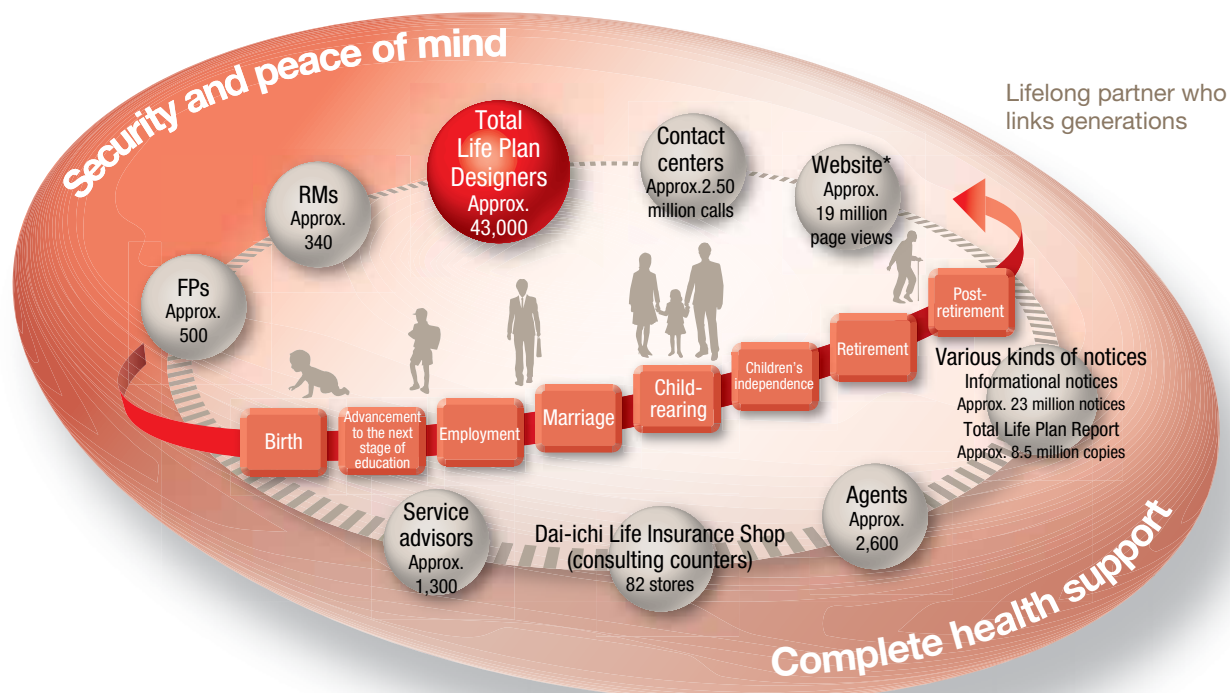 Security and peace of mind
Lifelong partner who
links generations
Total
Life Plan
Designers
Approx.
43,000
Contact
centers
Approx.2.50
million calls
Website*
Approx.
19 million
page views
RMs
Approx.
340
FPs
Approx.
500
Birth
Advancement
to the next
stage of
education
Employment
Marriage
Child-
rearing
Children's
independence
Retirement
Post-
retirement
Various kinds of notices
Informational notices
Approx. 23 million notices
Total Life Plan Report
Approx. 8.5 million copies
Service
advisors
Approx.
1,300
Dai-ichi Life Insurance Shop
(consulting counters)
82 stores
Agents
Approx.
2,600
Complete health support